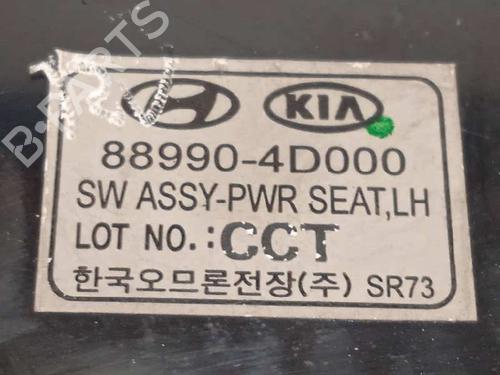 KIA
88990-4D000
SW ASSY-PWR SEAT,LH
LOT NO.: CCT
한국오므론전장(주) SR73
B-PARTS